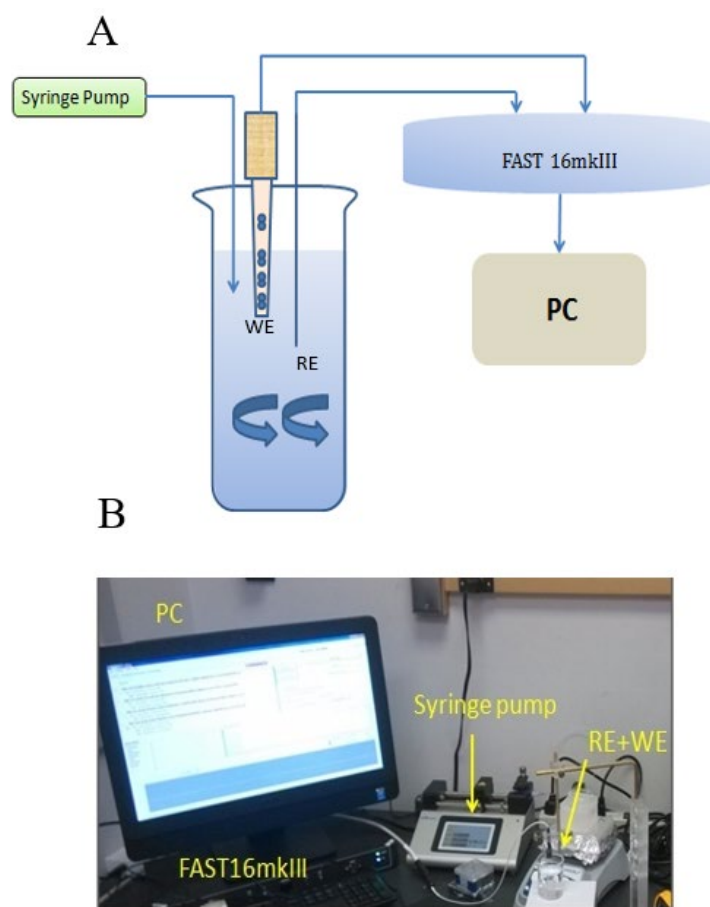 A
Syringe Pump
FAST 16mkIII
PC
WE
RE
B
PC
Syringe pump
RE+WE
FAST16mkIII